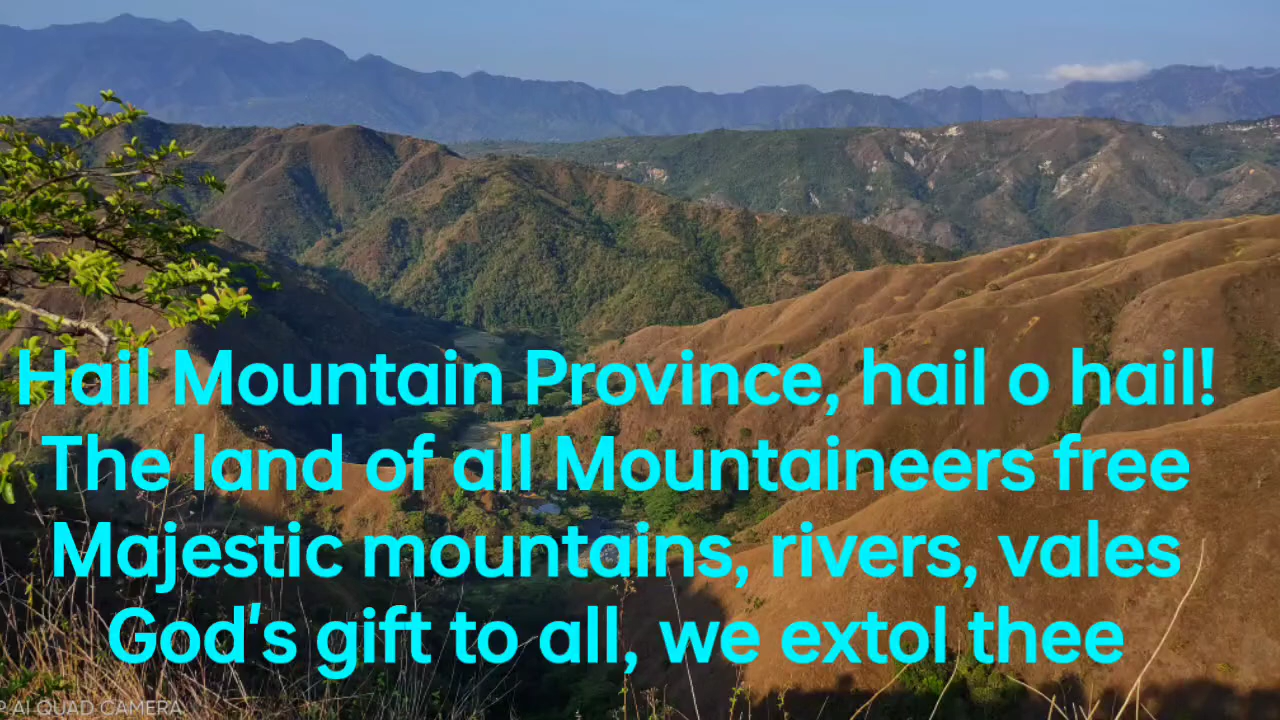 Hail Mountain Province, hail o hail!
The land of all Mountaineers free
Majestic mountains, rivers, vales
God's gift to all, we extol thee
AI QUAD CAMERA